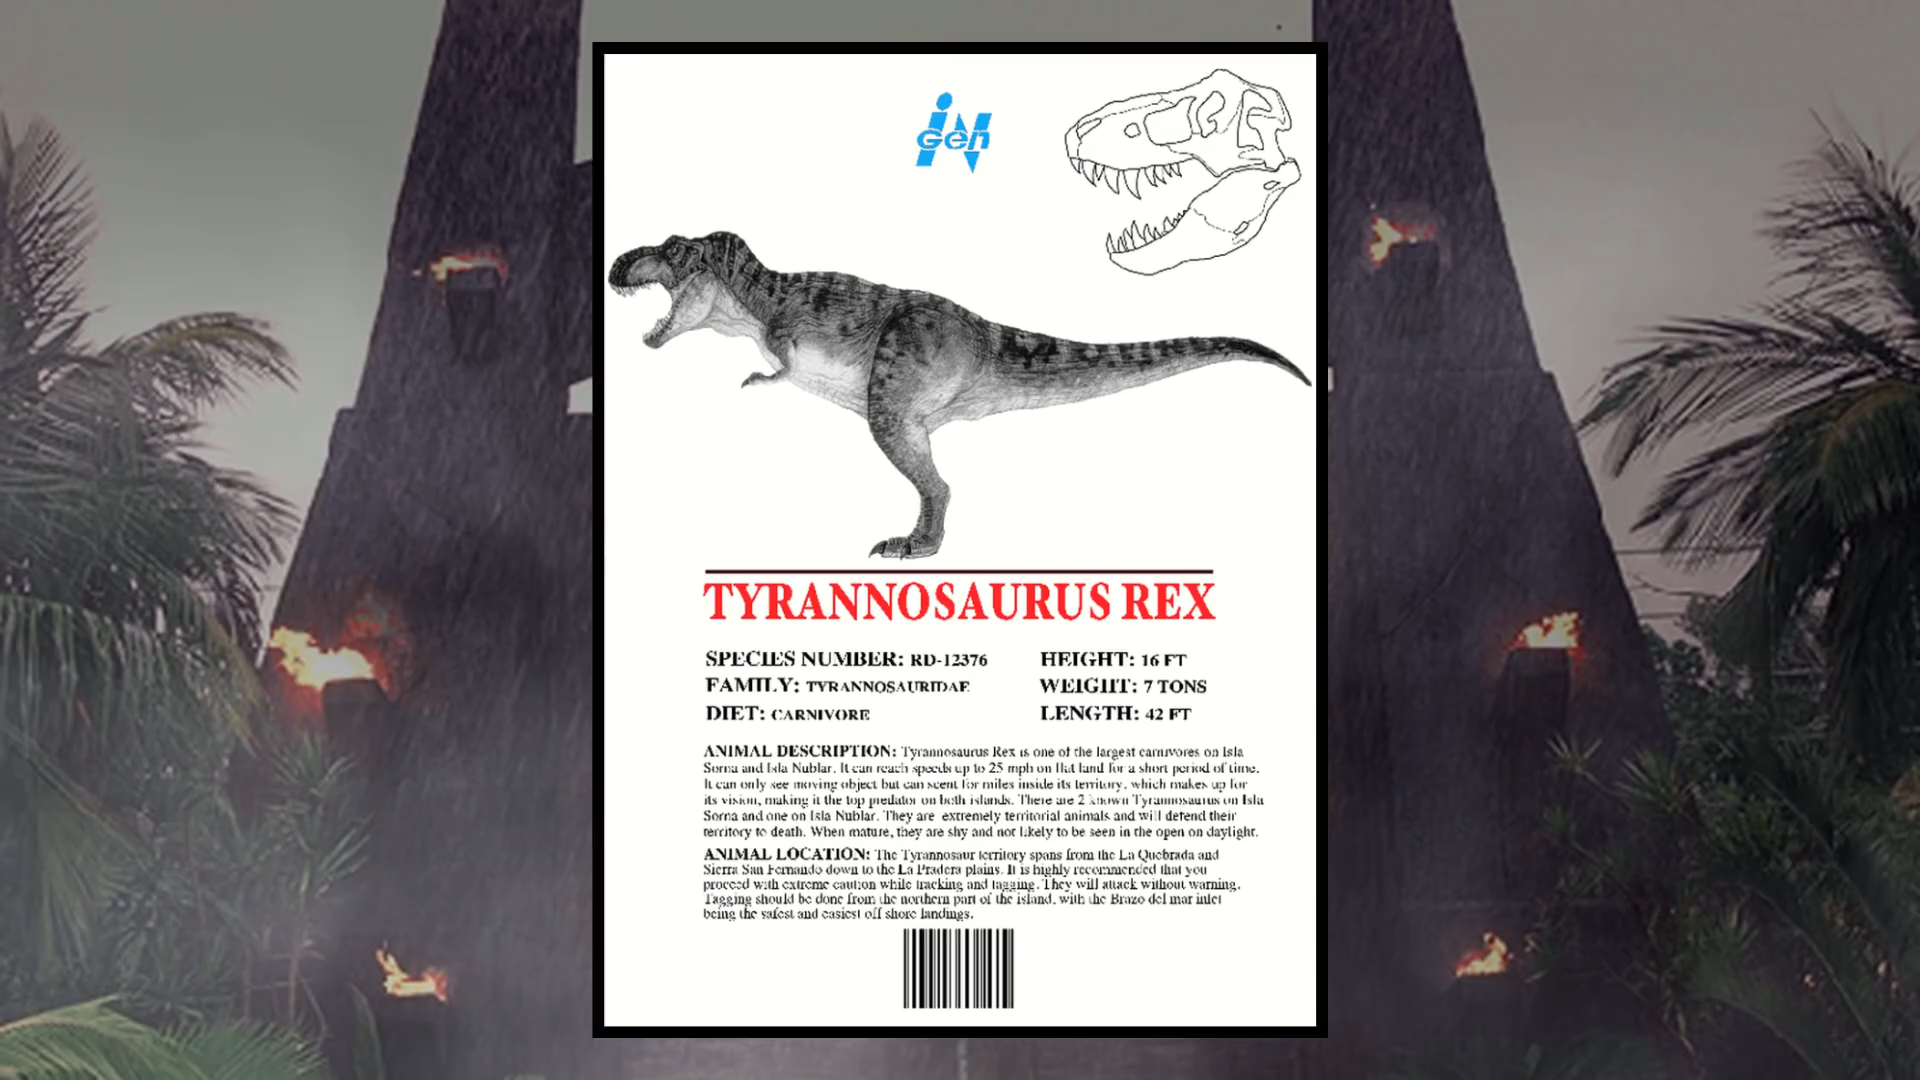 iN
Gen
TYRANNOSAURUS REX
SPECIES NUMBER: RD-12376
FAMILY: TYRANNOSAURIDAE
DIET: CARNIVORE
HEIGHT: 16 FT
WEIGHT: 7 TONS
LENGTH: 42 FT
ANIMAL DESCRIPTION: Tyrannosaurus Rex is one of the largest carnivores on Isla
Sorna and Isla Nublar. It can reach speeds up to 25 mph on flat land for a short period of time.
It can only see moving object but can scent for miles inside its territory, which makes up for
its vision, making it the top predator on both islands. There are 2 known Tyrannosaurus on Isla
Sorna and one on Isla Nublar. They are extremely territorial animals and will defend their
territory to death. When mature, they are shy and not likely to be seen in the open on daylight.
ANIMAL LOCATION: The Tyrannosaur territory spans from the La Quebrada and
Sierra San Fernando down to the La Pradera plains. It is highly recommended that you
proceed with extreme caution while tracking and tagging. They will attack without warning.
Tagging should be done from the northern part of the island, with the Brazo del mar inlet
being the safest and easiest off shore landings.